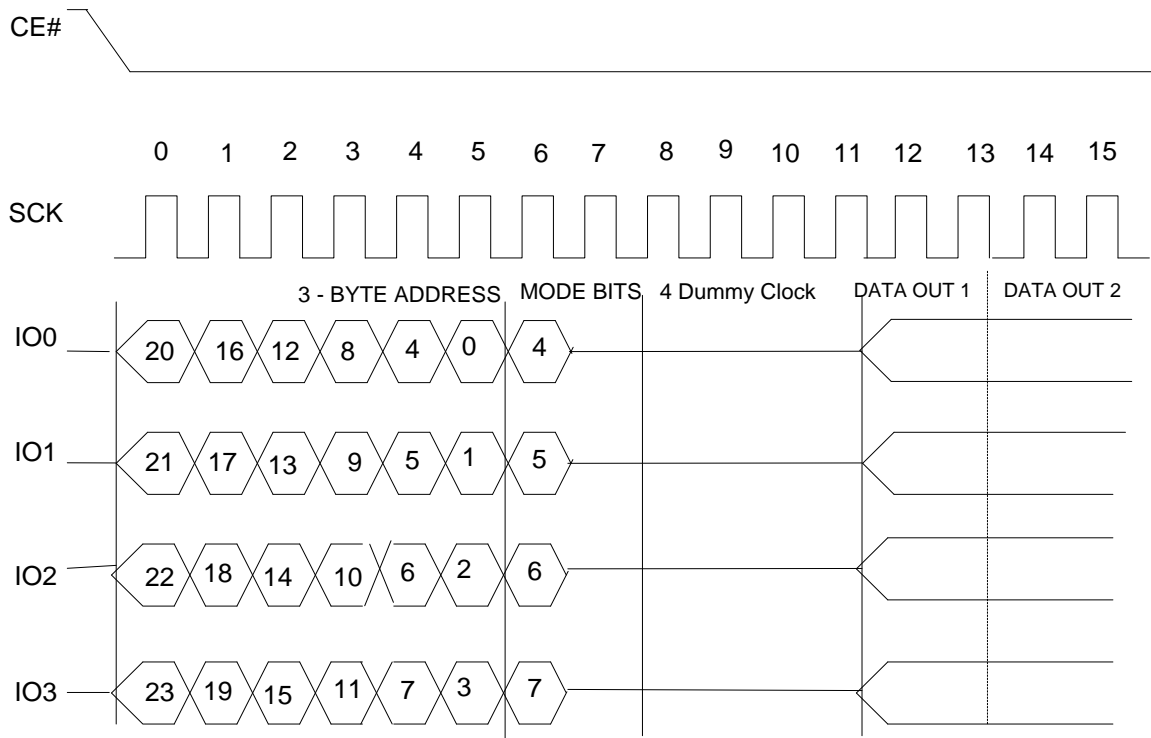 CE#
0 1 2 3 4 5 6 7 8 9 10 11 12 13 14 15
SCK
3 - BYTE ADDRESS MODE BITS 4 Dummy Clock DATA OUT 1 DATA OUT 2
IO0 20 16 12 8 4 0 4
IO1 21 17 13 9 5 1 5
IO2 22 18 14 10 6 2 6
IO3 23 19 15 11 7 3 7